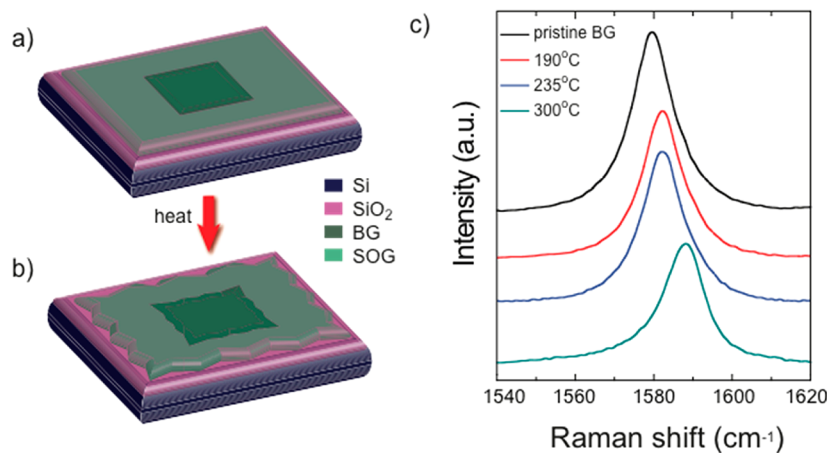 a)
heat
b)
Si
SiO₂
BG
SOG
c)
pristine BG
190°C
235°C
300°C
Intensity (a.u.)
1540 1560 1580 1600 1620
Raman shift (cm⁻¹)